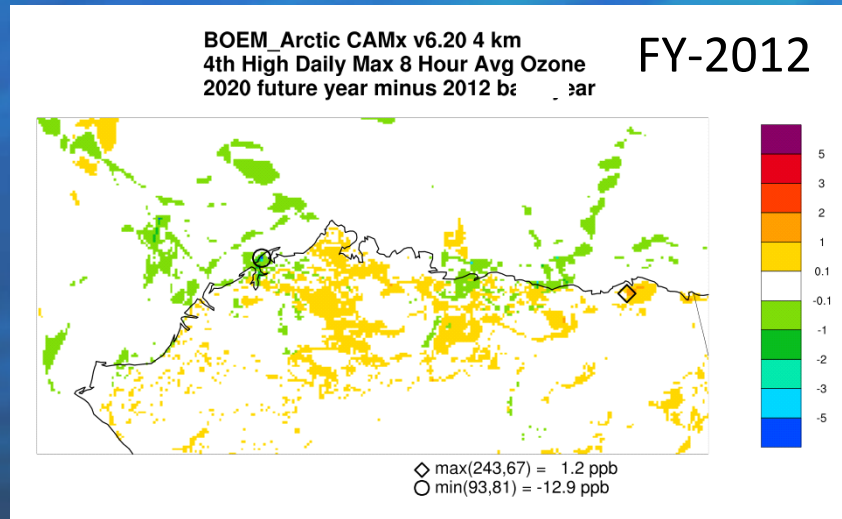 BOEM_Arctic CAMx v6.20 4 km
4th High Daily Max 8 Hour Avg Ozone
2020 future year minus 2012
FY-2012
5
3
2
1
0.1
-0.1
-1
-2
-3
-5
max(243,67) = 1.2 ppb
min(93,81) = -12.9 ppb